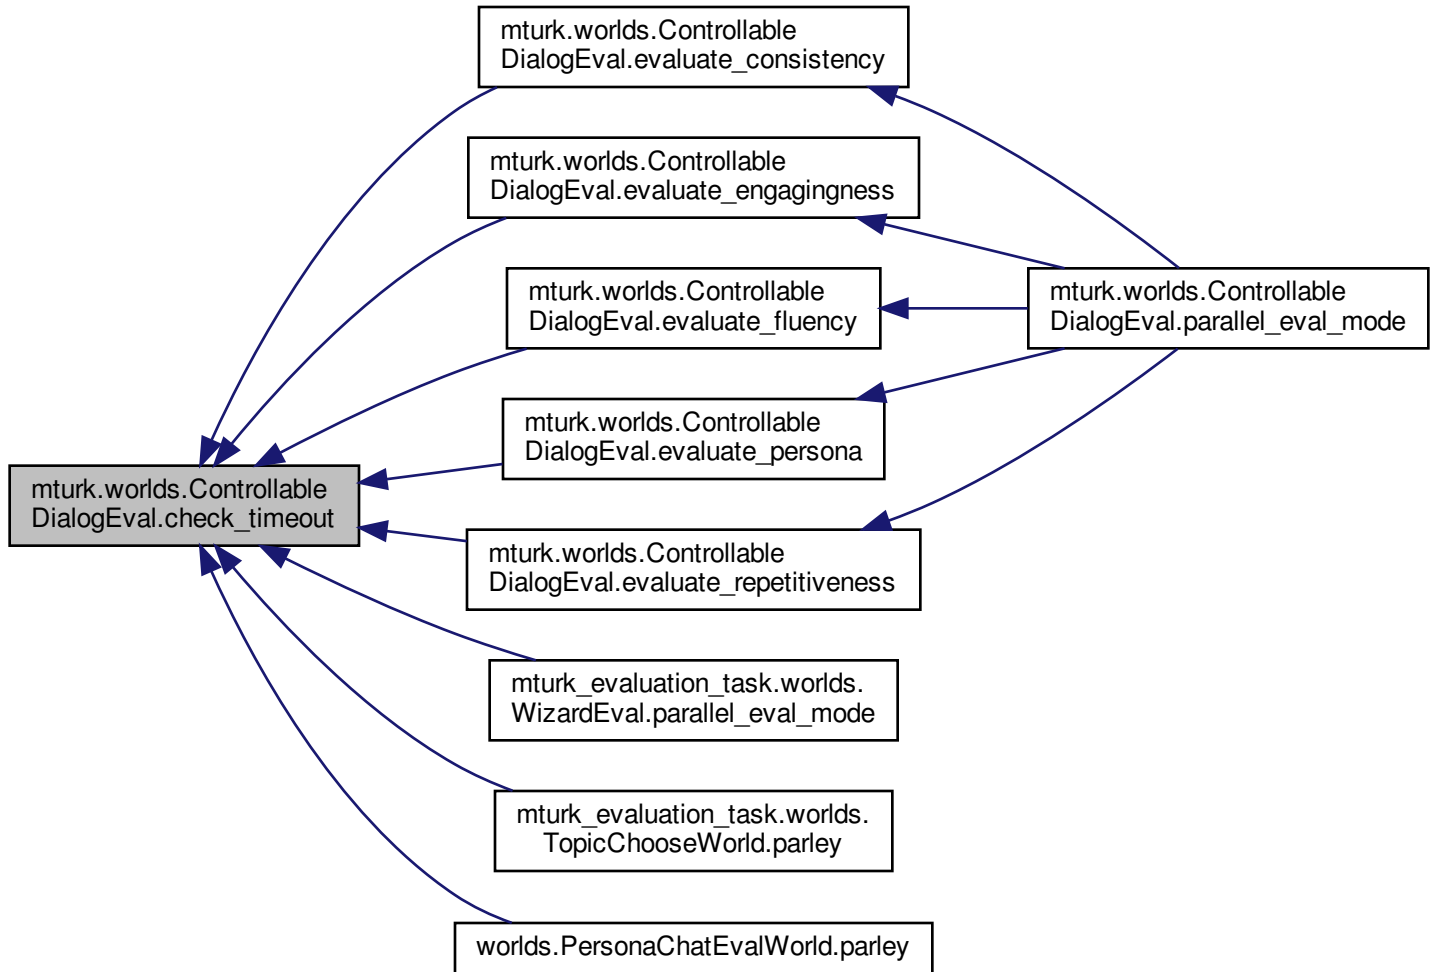 mturk.worlds.Controllable
DialogEval.evaluate_consistency
mturk.worlds.Controllable
DialogEval.evaluate_engagingness
mturk.worlds.Controllable
DialogEval.evaluate_fluency
mturk.worlds.Controllable
DialogEval.parallel_eval_mode
mturk.worlds.Controllable
DialogEval.evaluate_persona
mturk.worlds.Controllable
DialogEval.check_timeout
mturk.worlds.Controllable
DialogEval.evaluate_repetitiveness
mturk_evaluation_task.worlds.
WizardEval.parallel_eval_mode
mturk_evaluation_task.worlds.
TopicChooseWorld.parley
worlds.PersonaChatEvalWorld.parley